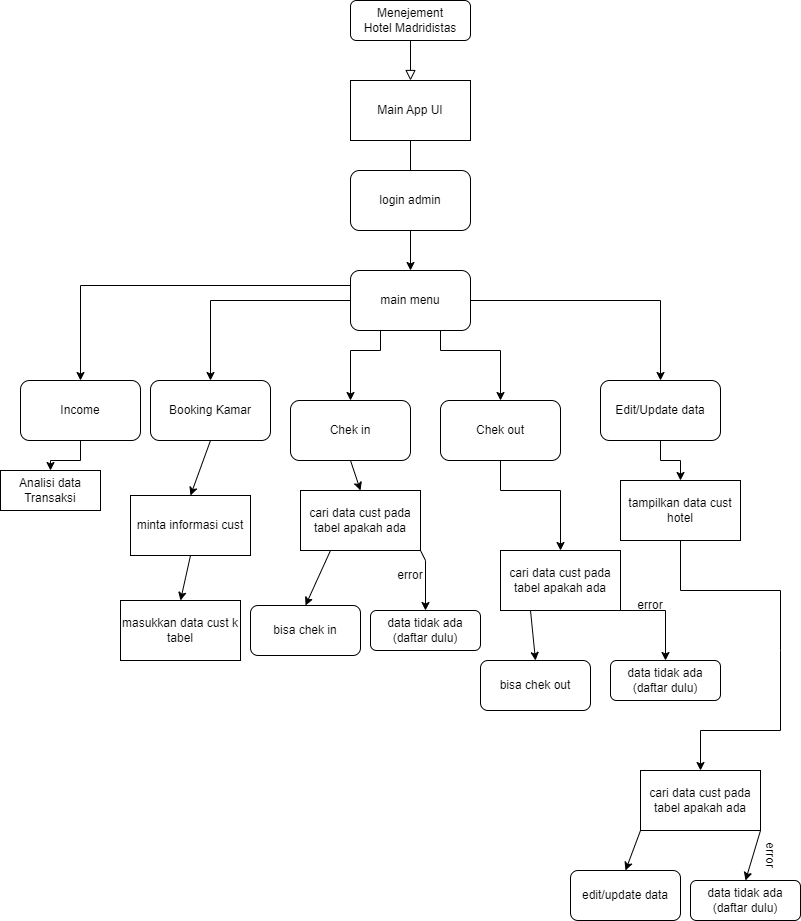 Menejement
Hotel Madridistas
Main App UI
login admin
main menu
Income
Booking Kamar
Chek in
Chek out
Edit/Update data
Analisi data
Transaksi
minta informasi cust
cari data cust pada
tabel apakah ada
tampilkan data cust
hotel
error
cari data cust pada
tabel apakah ada
error
masukkan data cust k
tabel
bisa chek in
data tidak ada
(daftar dulu)
bisa chek out
data tidak ada
(daftar dulu)
cari data cust pada
tabel apakah ada
error
edit/update data
data tidak ada
(daftar dulu)